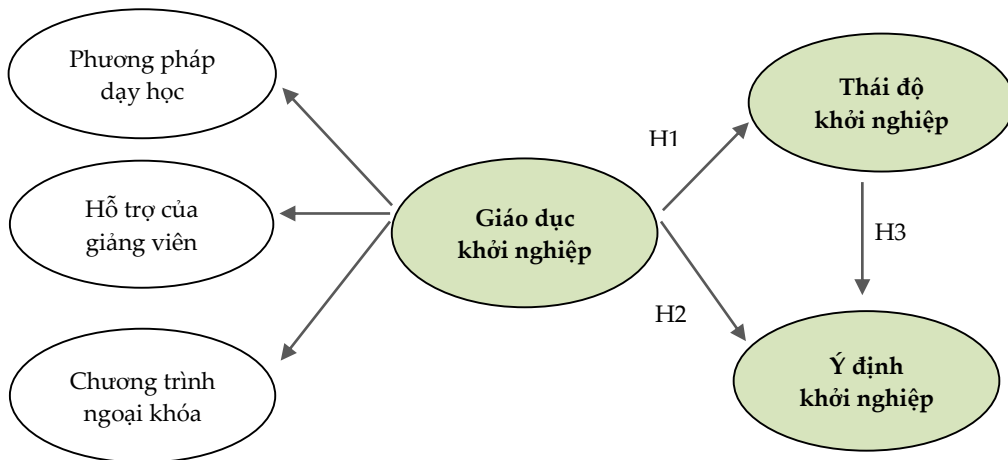 Phương pháp
dạy học
Hỗ trợ của
giảng viên
Chương trình
ngoại khóa
Giáo dục
khởi nghiệp
H1
H2
Thái độ
khởi nghiệp
H3
Ý định
khởi nghiệp